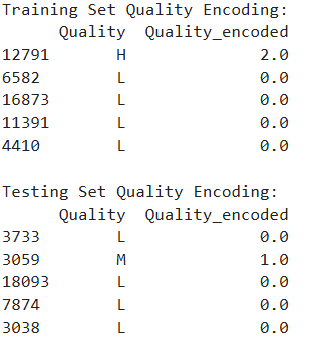 Training Set Quality Encoding:
Quality Quality_encoded
12791 H 2.0
6582 L 0.0
16873 L 0.0
11391 L 0.0
4410 L 0.0
Testing Set Quality Encoding:
Quality Quality_encoded
3733 L 0.0
3059 M 1.0
18093 L 0.0
7874 L 0.0
3038 L 0.0